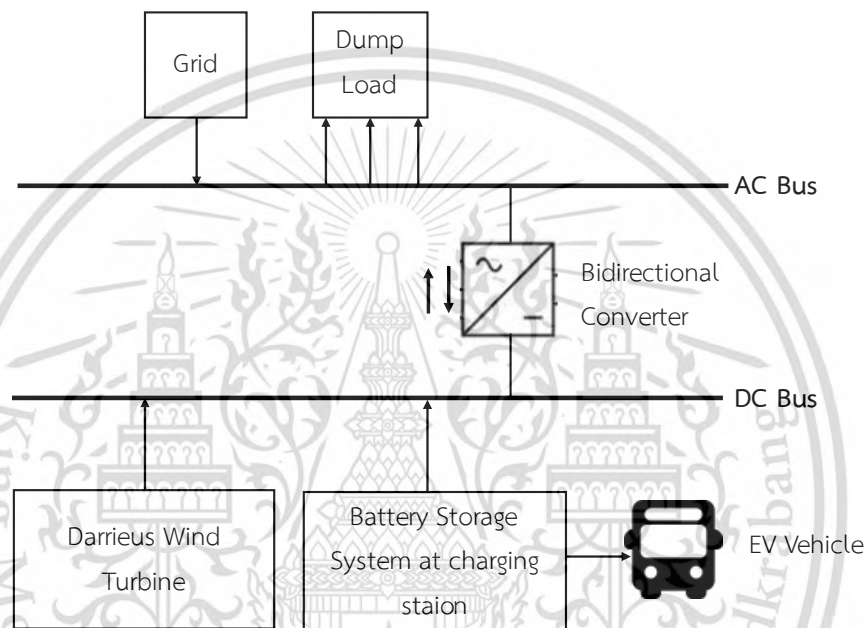 Grid
Dump
Load
AC Bus
Bidirectional
Converter
DC Bus
Darrieus Wind
Turbine
Battery Storage
System at charging
staion
EV Vehicle